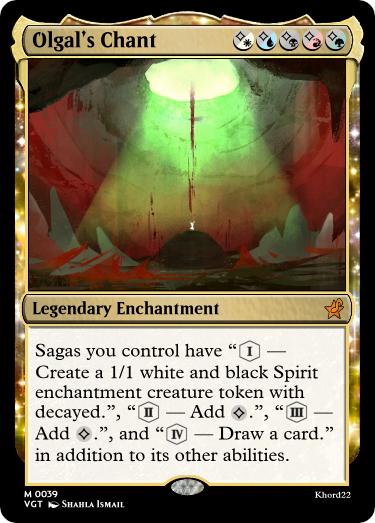 Olgal's Chant
Legendary Enchantment
Sagas you control have “I —
Create a 1/1 white and black Spirit
enchantment creature token with
decayed.”, “II — Add .”, “III —
Add .”, and “IV — Draw a card.”
in addition to its other abilities.
M 0039
Khord22
VGT Shahla Ismail